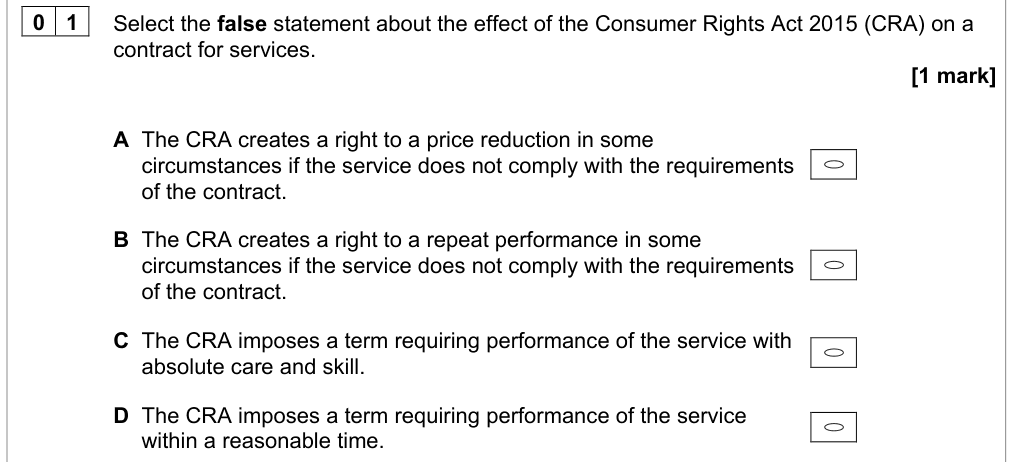 0 1 Select the false statement about the effect of the Consumer Rights Act 2015 (CRA) on a
contract for services.
[1 mark]
A The CRA creates a right to a price reduction in some
circumstances if the service does not comply with the requirements
of the contract.
B The CRA creates a right to a repeat performance in some
circumstances if the service does not comply with the requirements
of the contract.
C The CRA imposes a term requiring performance of the service with
absolute care and skill.
D The CRA imposes a term requiring performance of the service
within a reasonable time.